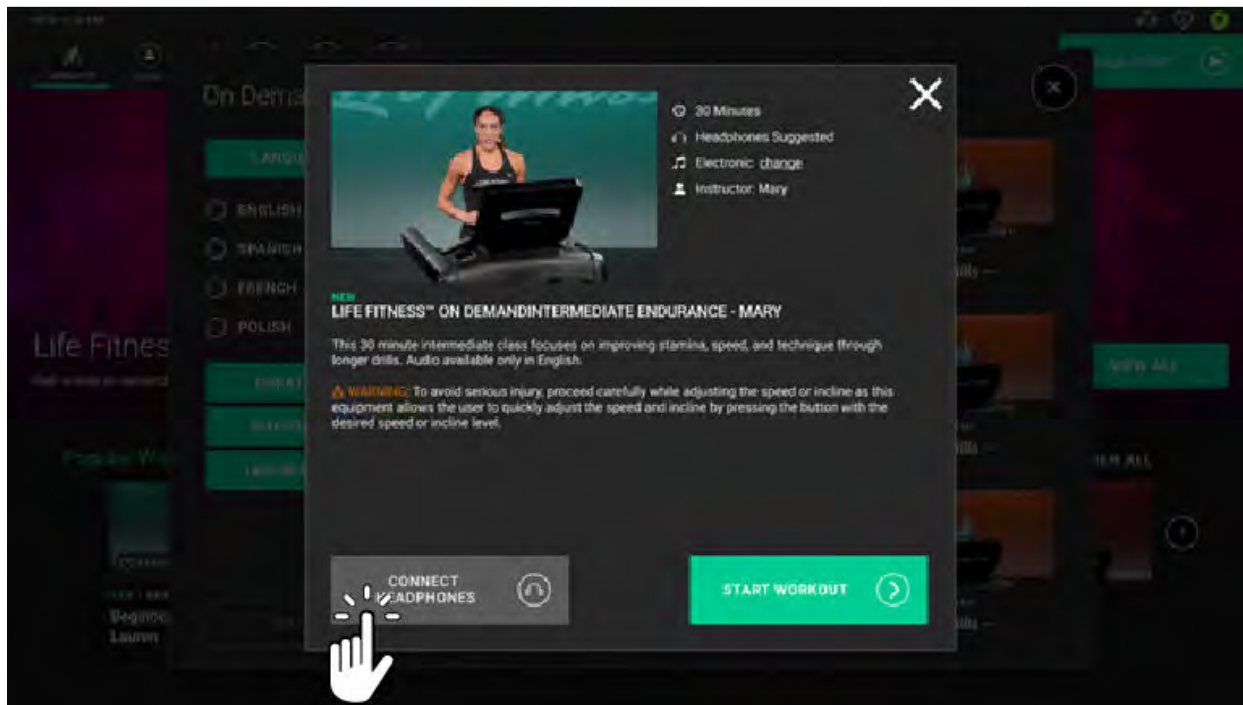 On Dema
ENGLISH
SPANISH
FRENCH
POLISH
Life Fitnes
VIEW ALL
Lauren
30 Minutes
Headphones Suggested
Electronic change
Instructor: Mary
NEW
LIFE FITNESS™ ON DEMANDINTERMEDIATE ENDURANCE - MARY
This 30 minute intermediate class focuses on improving stamina, speed, and technique through
longer drills. Audio available only in English.
WARNING: To avoid serious injury, proceed carefully while adjusting the speed or incline as this
equipment allows the user to quickly adjust the speed and incline by pressing the button with the
desired speed or incline level.
CONNECT
HEADPHONES
START WORKOUT